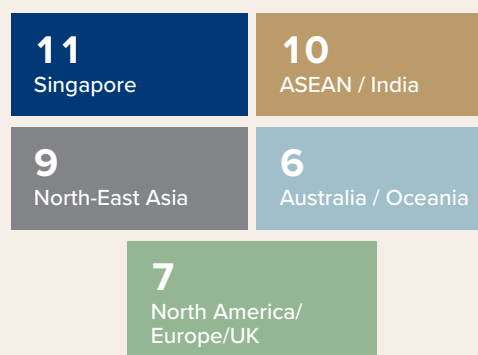 11
Singapore
10
ASEAN / India
9
North-East Asia
6
Australia / Oceania
7
North America/
Europe/UK